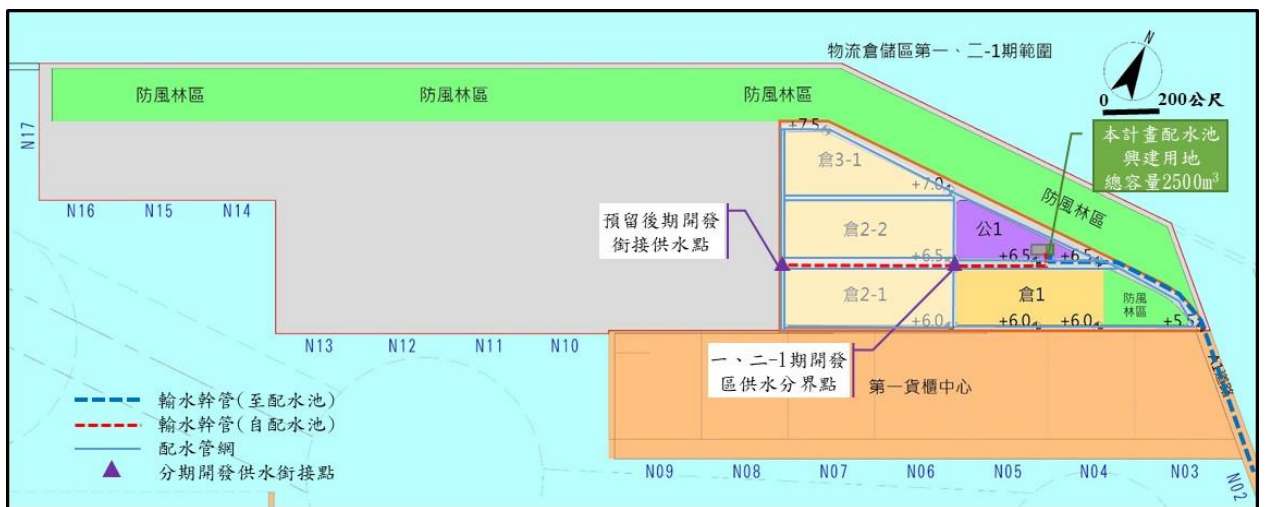 物流倉儲區第一、二-1期範圍
N
0 200公尺
防風林區
防風林區
防風林區
本計畫配水池
興建用地
總容量2500m³
N17
+7.5
倉3-1
+7.0
防風林區
N16
N15
N14
預留後期開發
銜接供水點
倉2-2
公1
+6.5
+6.5
+6.5
倉2-1
倉1
防風
林區
+6.0
+6.0
+6.0
+5.5
N13
N12
N11
N10
一、二-1期開發
區供水分界點
第一貨櫃中心
輸水幹管(至配水池)
輸水幹管(自配水池)
配水管網
分期開發供水銜接點
N09
N08
N07
N06
N05
N04
N03
N02